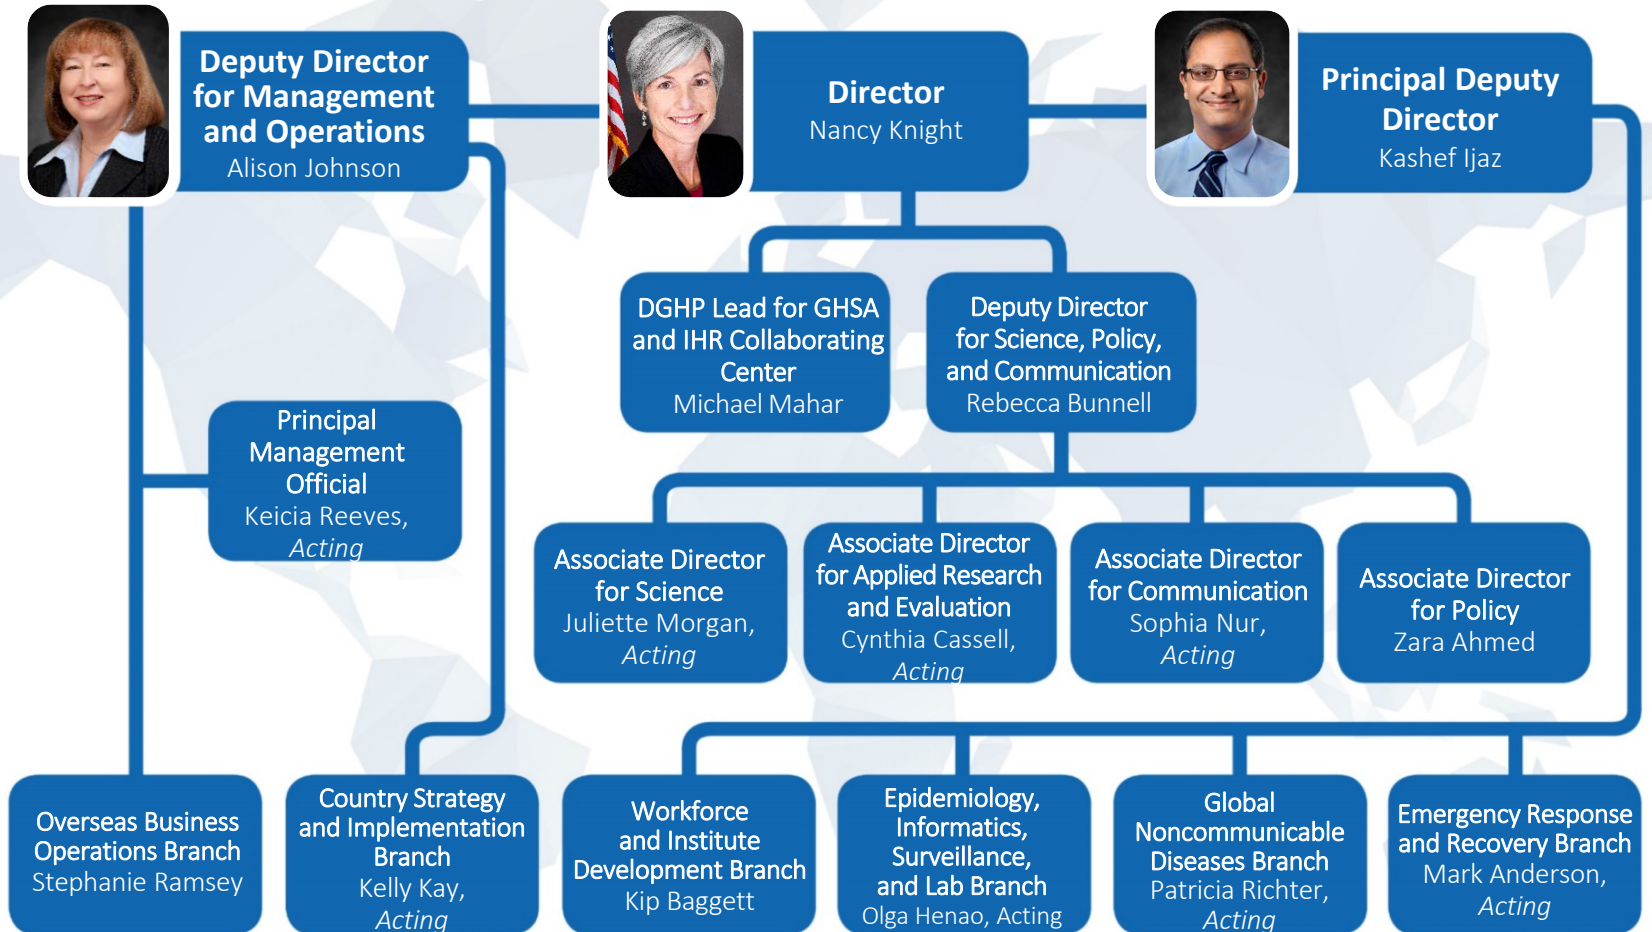 Deputy Director
for Management
and Operations
Alison Johnson
Director
Nancy Knight
Principal Deputy
Director
Kashef Ijaz
DGHP Lead for GHSA
and IHR Collaborating
Center
Michael Mahar
Deputy Director
for Science, Policy,
and Communication
Rebecca Bunnell
Principal
Management
Official
Keicia Reeves,
Acting
Associate Director
for Science
Juliette Morgan,
Acting
Associate Director
for Applied Research
and Evaluation
Cynthia Cassell,
Acting
Associate Director
for Communication
Sophia Nur,
Acting
Associate Director
for Policy
Zara Ahmed
Overseas Business
Operations Branch
Stephanie Ramsey
Country Strategy
and Implementation
Branch
Kelly Kay,
Acting
Workforce
and Institute
Development Branch
Kip Baggett
Epidemiology,
Informatics,
Surveillance,
and Lab Branch
Olga Henao, Acting
Global
Noncommunicable
Diseases Branch
Patricia Richter,
Acting
Emergency Response
and Recovery Branch
Mark Anderson,
Acting